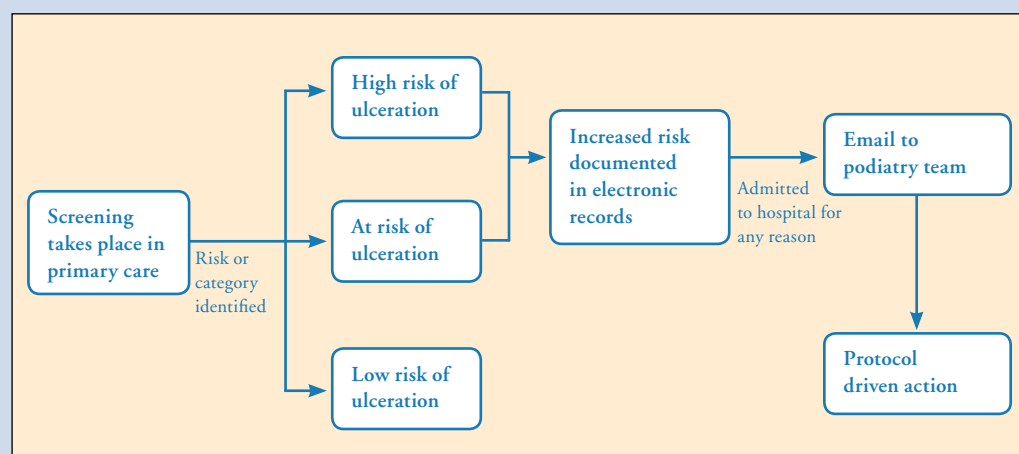 Screening
takes place in
primary care
Risk or
category
identified
High risk of
ulceration
At risk of
ulceration
Low risk of
ulceration
Increased risk
documented
in electronic
records
Admitted
to hospital for
any reason
Email to
podiatry team
Protocol
driven action